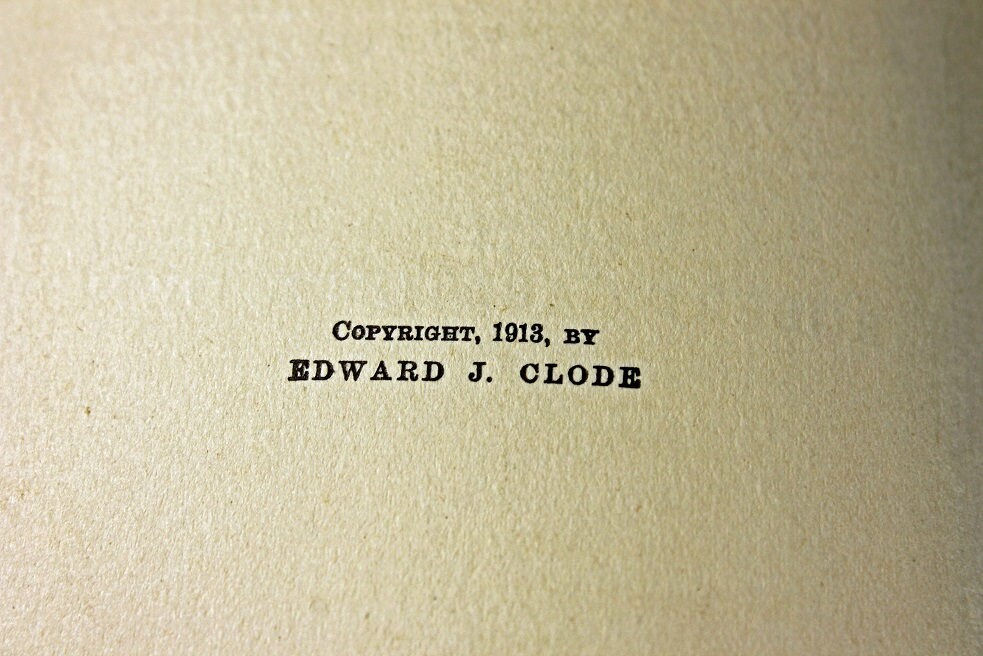 Copyright, 1913, by
EDWARD J. CLODE